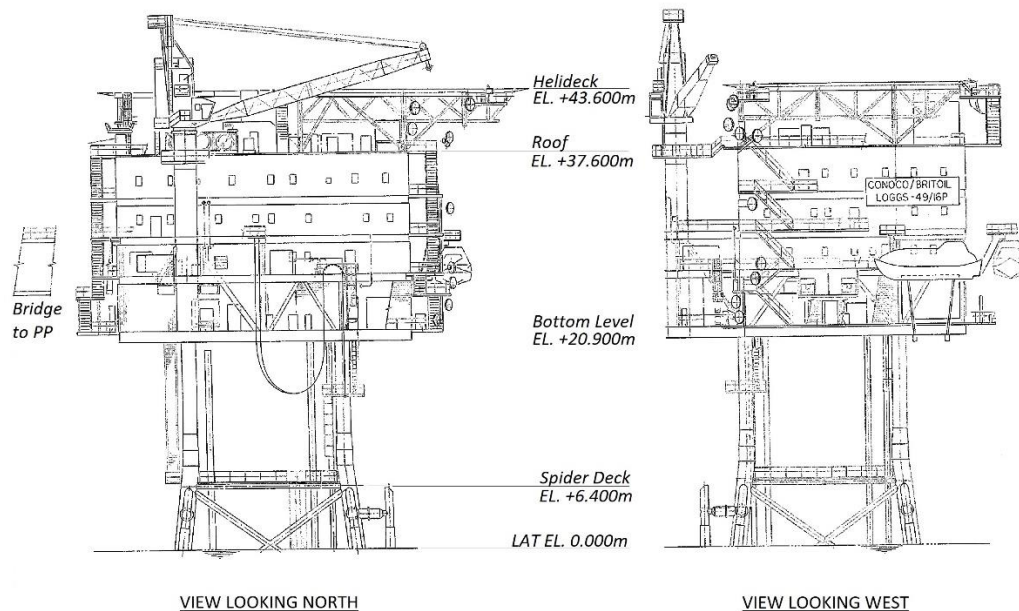 Helideck
EL. +43.600m
Roof
EL. +37.600m
CONOCO/BRITOIL
LOGGS-49/16P
Bridge
to PP
Bottom Level
EL. +20.900m
Spider Deck
EL. +6.400m
LAT EL. 0.000m
VIEW LOOKING NORTH
VIEW LOOKING WEST